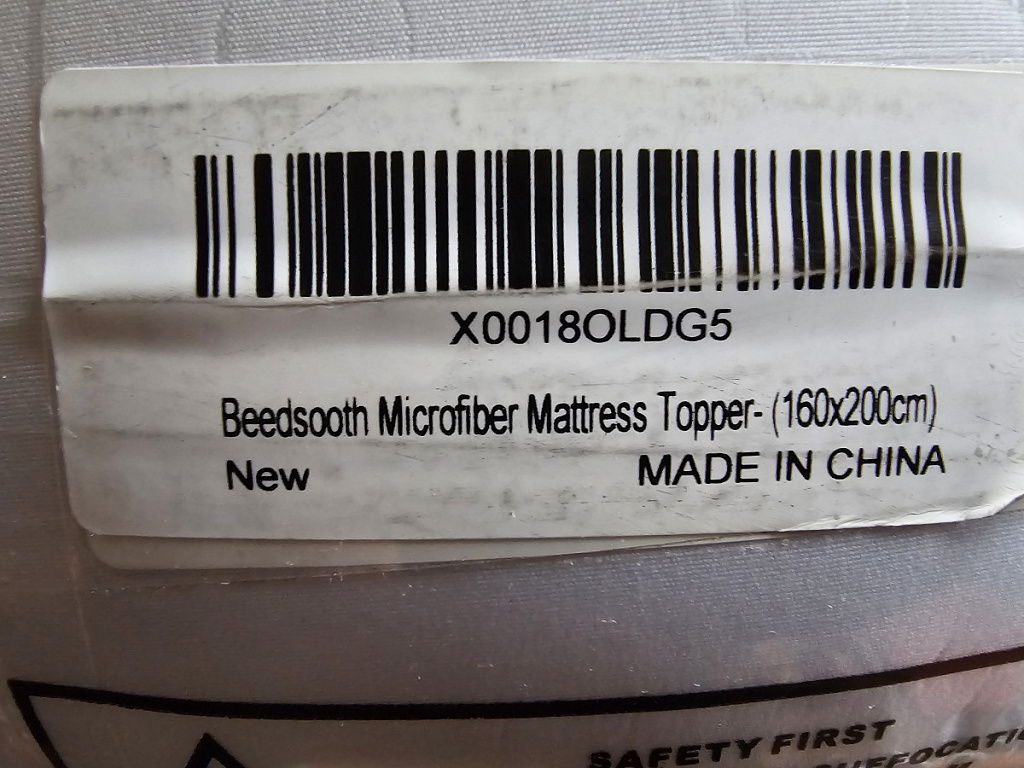 X0018OLDG5
Beedsooth Microfiber Mattress Topper- (160x200cm)
New MADE IN CHINA
SAFETY FIRST